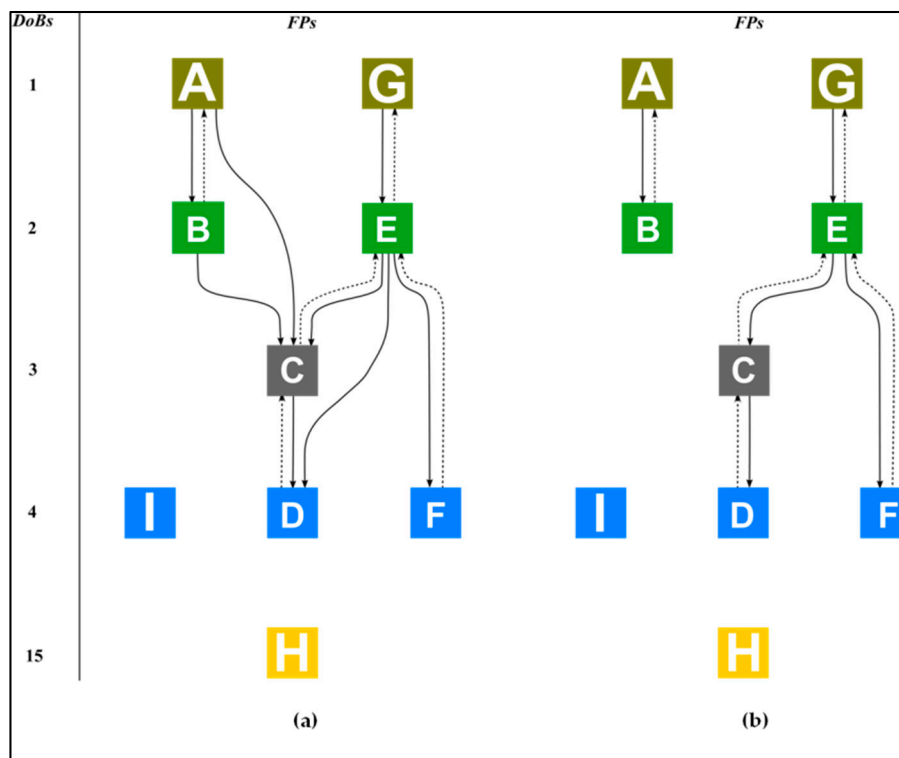 DoBs FPs FPs
1 A G A G
2 B E B E
3 C C
4 I D F I D F
15 H H
(a) (b)